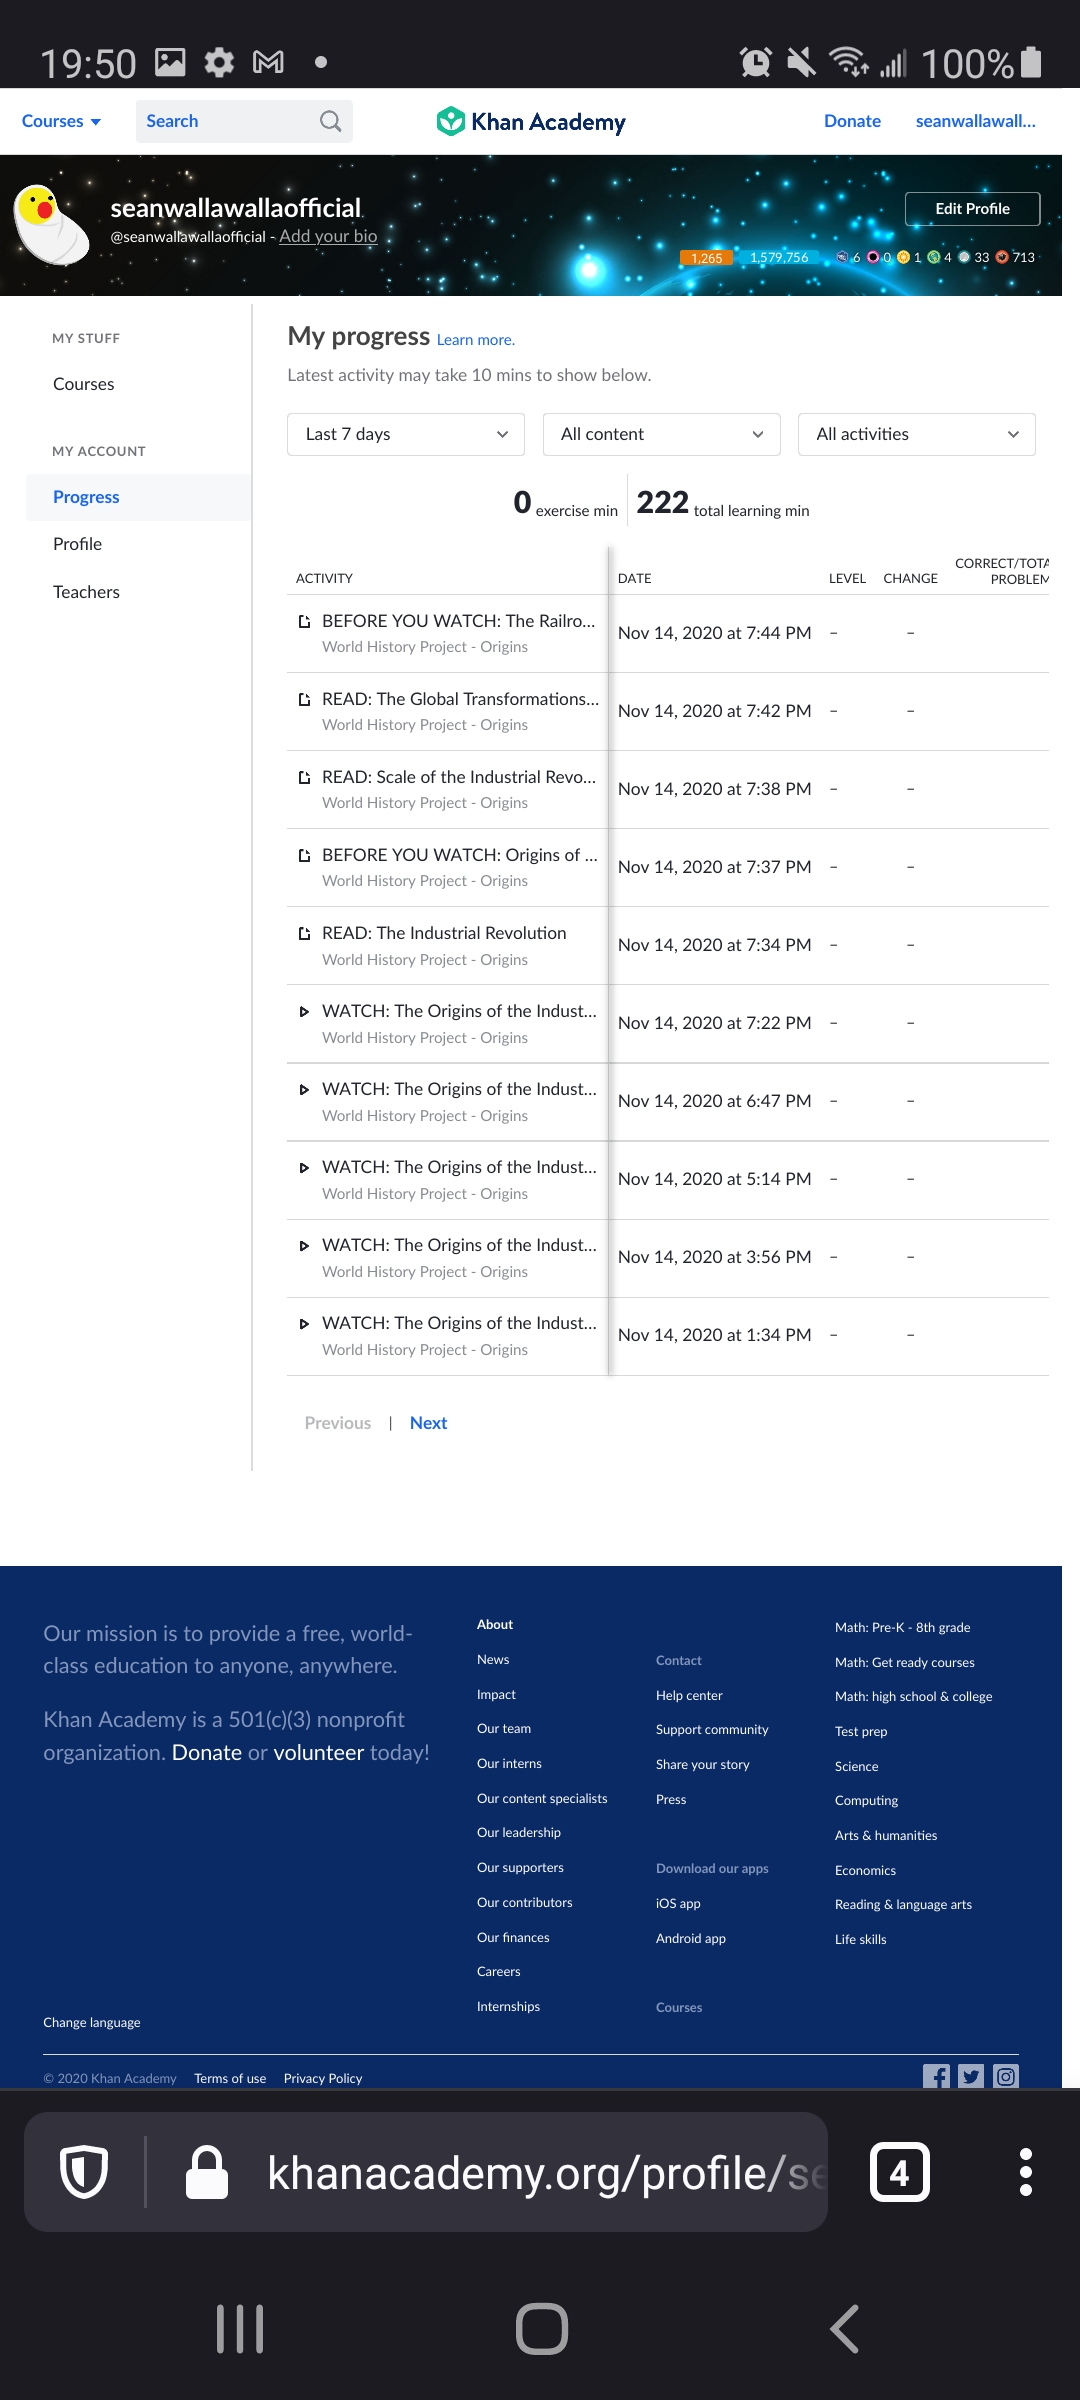 19:50
100%
Courses
Search
Khan Academy
Donate
seanwallawall...
seanwallawallaofficial
@seanwallawallaofficial - Add your bio
Edit Profile
1,265
1,579,756
6
0
1
4
33
713
MY STUFF
Courses
MY ACCOUNT
Progress
Profile
Teachers
My progress Learn more.
Latest activity may take 10 mins to show below.
Last 7 days
All content
All activities
0 exercise min
222 total learning min
ACTIVITY
DATE
LEVEL
CHANGE
CORRECT/TOTA
PROBLEM
BEFORE YOU WATCH: The Railro...
World History Project - Origins
Nov 14, 2020 at 7:44 PM
–
–
READ: The Global Transformations...
World History Project - Origins
Nov 14, 2020 at 7:42 PM
–
–
READ: Scale of the Industrial Revo...
World History Project - Origins
Nov 14, 2020 at 7:38 PM
–
–
BEFORE YOU WATCH: Origins of ...
World History Project - Origins
Nov 14, 2020 at 7:37 PM
–
–
READ: The Industrial Revolution
World History Project - Origins
Nov 14, 2020 at 7:34 PM
–
–
WATCH: The Origins of the Indust...
World History Project - Origins
Nov 14, 2020 at 7:22 PM
–
–
WATCH: The Origins of the Indust...
World History Project - Origins
Nov 14, 2020 at 6:47 PM
–
–
WATCH: The Origins of the Indust...
World History Project - Origins
Nov 14, 2020 at 5:14 PM
–
–
WATCH: The Origins of the Indust...
World History Project - Origins
Nov 14, 2020 at 3:56 PM
–
–
WATCH: The Origins of the Indust...
World History Project - Origins
Nov 14, 2020 at 1:34 PM
–
–
Previous | Next
Our mission is to provide a free, world-
class education to anyone, anywhere.
Khan Academy is a 501(c)(3) nonprofit
organization. Donate or volunteer today!
Change language
About
News
Impact
Our team
Our interns
Our content specialists
Our leadership
Our supporters
Our contributors
Our finances
Careers
Internships
Contact
Help center
Support community
Share your story
Press
Download our apps
iOS app
Android app
Courses
Math: Pre-K - 8th grade
Math: Get ready courses
Math: high school & college
Test prep
Science
Computing
Arts & humanities
Economics
Reading & language arts
Life skills
© 2020 Khan Academy
Terms of use
Privacy Policy
khanacademy.org/profile/se
4